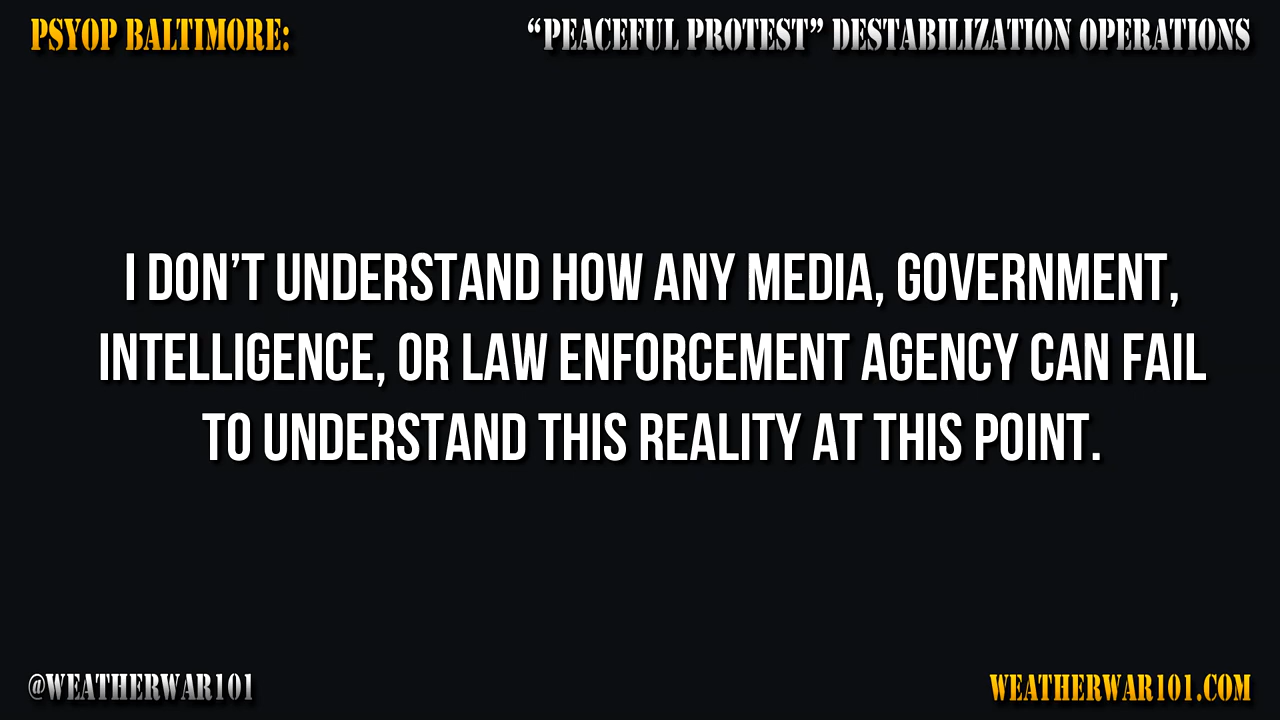 PSYOP BALTIMORE:
“PEACEFUL PROTEST” DESTABILIZATION OPERATIONS
I DON’T UNDERSTAND HOW ANY MEDIA, GOVERNMENT,
INTELLIGENCE, OR LAW ENFORCEMENT AGENCY CAN FAIL
TO UNDERSTAND THIS REALITY AT THIS POINT.
@WEATHERWAR101
WEATHERWAR101.COM